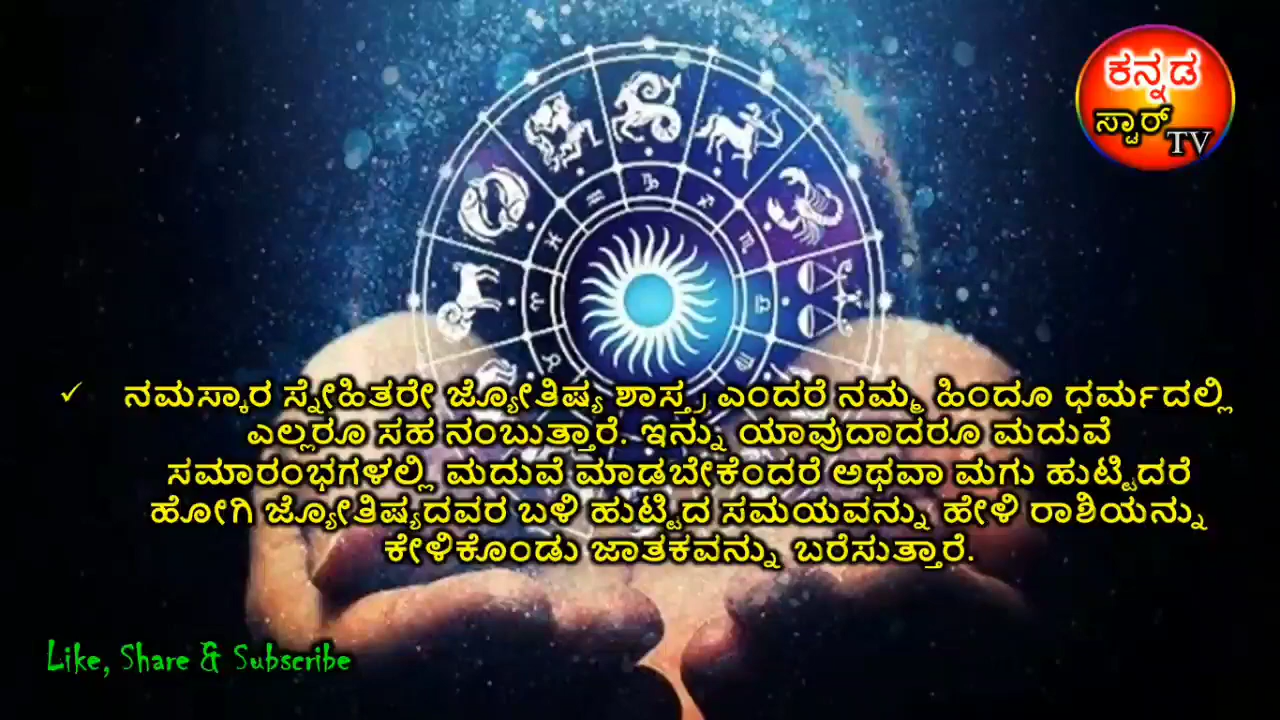 ಕನ್ನಡ
ಸ್ಟಾರ್ TV
✓ ನಮಸ್ಕಾರ ಸ್ನೇಹಿತರೇ ಜ್ಯೋತಿಷ್ಯ ಶಾಸ್ತ್ರ ಎಂದರೆ ನಮ್ಮ ಹಿಂದೂ ಧರ್ಮದಲ್ಲಿ
ಎಲ್ಲರೂ ಸಹ ನಂಬುತ್ತಾರೆ. ಇನ್ನು ಯಾವುದಾದರೂ ಮದುವೆ
ಸಮಾರಂಭಗಳಲ್ಲಿ ಮದುವೆ ಮಾಡಬೇಕೆಂದರೆ ಅಥವಾ ಮಗು ಹುಟ್ಟಿದರೆ
ಹೋಗಿ ಜ್ಯೋತಿಷ್ಯದವರ ಬಳಿ ಹುಟ್ಟಿದ ಸಮಯವನ್ನು ಹೇಳಿ ರಾಶಿಯನ್ನು
ಕೇಳಿಕೊಂಡು ಜಾತಕವನ್ನು ಬರೆಸುತ್ತಾರೆ.
Like, Share & Subscribe